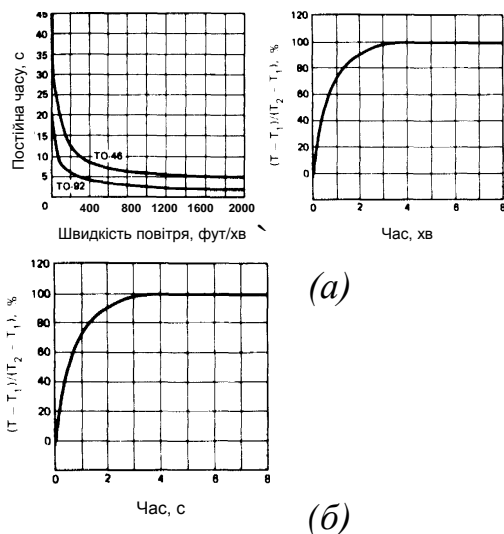 45
40
35
30
25
20
15
10
5
Постійна часу, с
TO-46
TO-92
400 800 1200 1600 2000
Швидкість повітря, фут/хв
120
100
80
60
40
20
0
(T – T₁)/(T₂ – T₁), %
0 2 4 6 8
Час, хв
(а)
120
100
80
60
40
20
0
(T – T₁)/(T₂ – T₁), %
0 2 4 6 8
Час, с
(б)